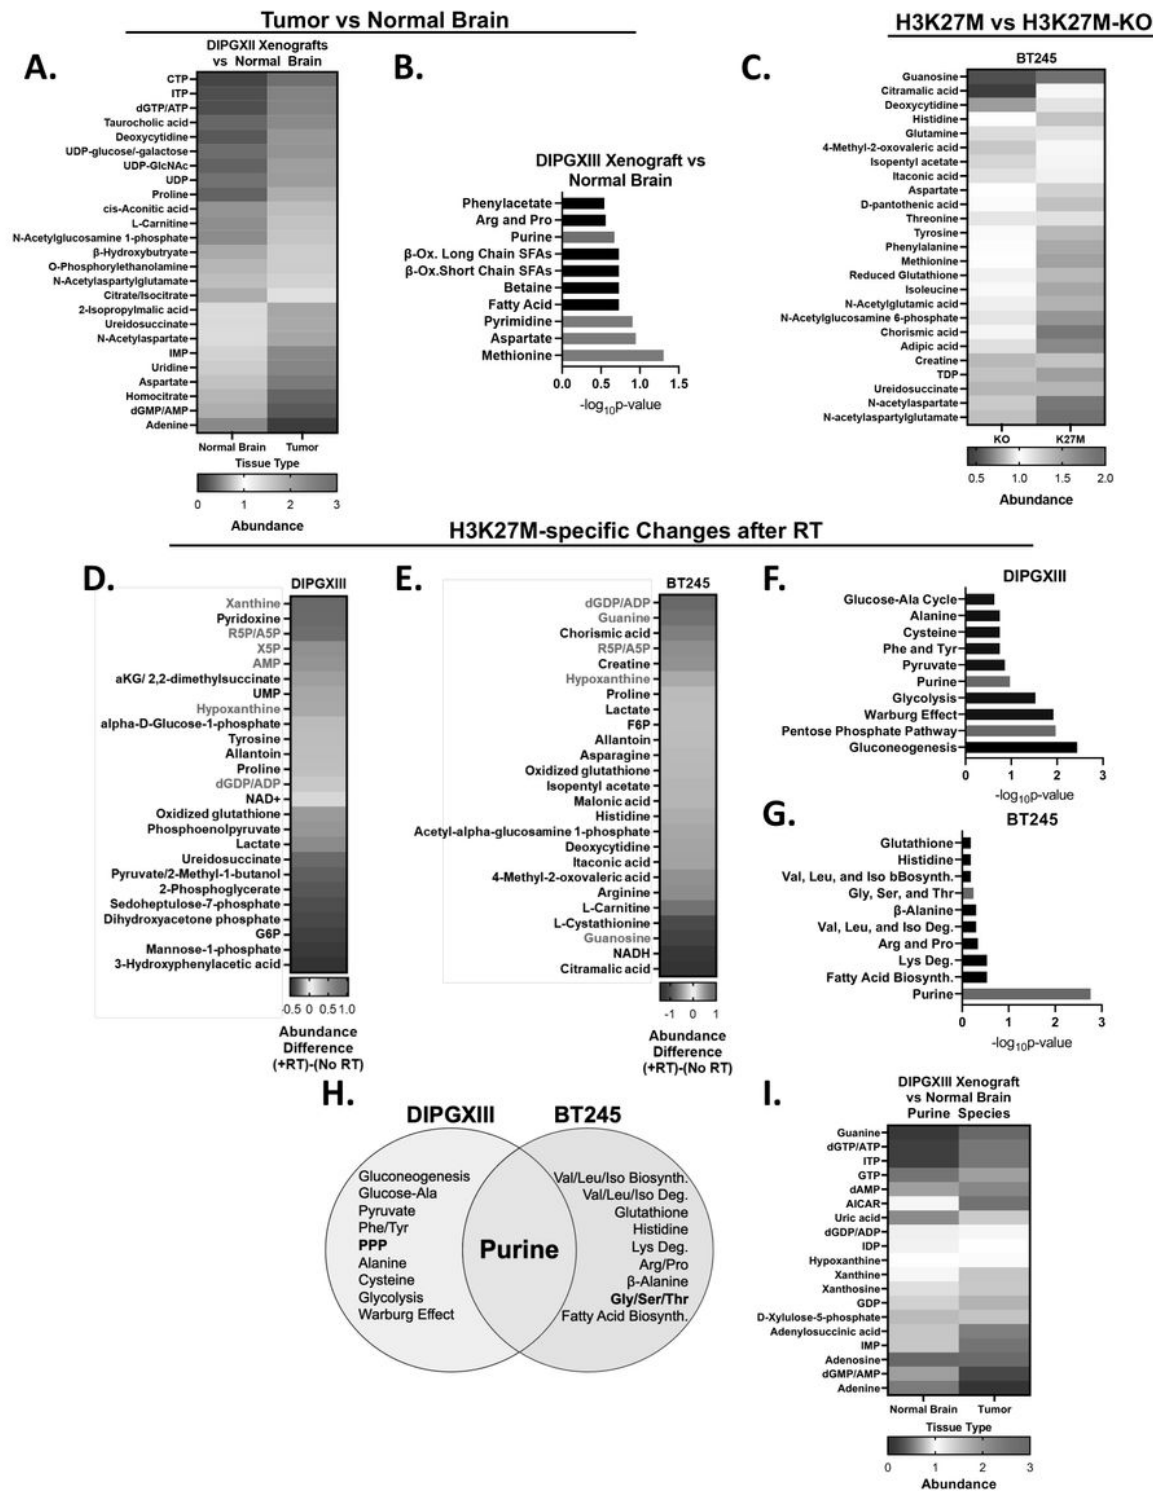 Tumor vs Normal Brain
H3K27M vs H3K27M-KO
A.
DIPGXII Xenografts
vs Normal Brain
CTP
ITP
dGTP/ATP
Taurocholic acid
Deoxycytidine
UDP-glucose/-galactose
UDP-GlcNAc
UDP
Proline
cis-Aconitic acid
L-Carnitine
N-Acetylglucosamine 1-phosphate
β-Hydroxybutryate
O-Phosphorylethanolamine
N-Acetylaspartylglutamate
Citrate/Isocitrate
2-Isopropylmalic acid
Ureidosuccinate
N-Acetylaspartate
IMP
Uridine
Aspartate
Homocitrate
dGMP/AMP
Adenine
Normal Brain Tumor
Tissue Type
0 1 2 3
Abundance
B.
DIPGXIII Xenograft vs
Normal Brain
Phenylacetate
Arg and Pro
Purine
β-Ox. Long Chain SFAs
β-Ox.Short Chain SFAs
Betaine
Fatty Acid
Pyrimidine
Aspartate
Methionine
0.0 0.5 1.0 1.5
-log10p-value
C.
BT245
Guanosine
Citramalic acid
Deoxycytidine
Histidine
Glutamine
4-Methyl-2-oxovaleric acid
Isopentyl acetate
Itaconic acid
Aspartate
D-pantothenic acid
Threonine
Tyrosine
Phenylalanine
Methionine
Reduced Glutathione
Isoleucine
N-Acetylglutamic acid
N-Acetylglucosamine 6-phosphate
Chorismic acid
Adipic acid
Creatine
TDP
Ureidosuccinate
N-acetylaspartate
N-acetylaspartylglutamate
KO K27M
0.5 1.0 1.5 2.0
Abundance
H3K27M-specific Changes after RT
D.
DIPGXIII
Xanthine
Pyridoxine
R5P/A5P
X5P
AMP
aKG/ 2,2-dimethylsuccinate
UMP
Hypoxanthine
alpha-D-Glucose-1-phosphate
Tyrosine
Allantoin
Proline
dGDP/ADP
NAD+
Oxidized glutathione
Phosphoenolpyruvate
Lactate
Ureidosuccinate
Pyruvate/2-Methyl-1-butanol
2-Phosphoglycerate
Sedoheptulose-7-phosphate
Dihydroxyacetone phosphate
G6P
Mannose-1-phosphate
3-Hydroxyphenylacetic acid
-0.5 0 0.5 1.0
Abundance
Difference
(+RT)-(No RT)
E.
BT245
dGDP/ADP
Guanine
Chorismic acid
R5P/A5P
Creatine
Hypoxanthine
Proline
Lactate
F6P
Allantoin
Asparagine
Oxidized glutathione
Isopentyl acetate
Malonic acid
Histidine
Acetyl-alpha-glucosamine 1-phosphate
Deoxycytidine
Itaconic acid
4-Methyl-2-oxovaleric acid
Arginine
L-Carnitine
L-Cystathionine
Guanosine
NADH
Citramalic acid
-1 0 1
Abundance
Difference
(+RT)-(No RT)
F.
DIPGXIII
Glucose-Ala Cycle
Alanine
Cysteine
Phe and Tyr
Pyruvate
Purine
Glycolysis
Warburg Effect
Pentose Phosphate Pathway
Gluconeogenesis
0 1 2 3
-log10p-value
G.
BT245
Glutathione
Histidine
Val, Leu, and Iso bBosynth.
Gly, Ser, and Thr
β-Alanine
Val, Leu, and Iso Deg.
Arg and Pro
Lys Deg.
Fatty Acid Biosynth.
Purine
0 1 2 3
-log10p-value
H.
DIPGXIII BT245
Gluconeogenesis
Glucose-Ala
Pyruvate
Phe/Tyr
PPP
Alanine
Cysteine
Glycolysis
Warburg Effect
Purine
Val/Leu/Iso Biosynth.
Val/Leu/Iso Deg.
Glutathione
Histidine
Lys Deg.
Arg/Pro
β-Alanine
Gly/Ser/Thr
Fatty Acid Biosynth.
I.
DIPGXIII Xenograft
vs Normal Brain
Purine Species
Guanine
dGTP/ATP
ITP
GTP
dAMP
AICAR
Uric acid
dGDP/ADP
IDP
Hypoxanthine
Xanthine
Xanthosine
GDP
D-Xylulose-5-phosphate
Adenylosuccinic acid
IMP
Adenosine
dGMP/AMP
Adenine
Normal Brain Tumor
Tissue Type
0 1 2 3
Abundance